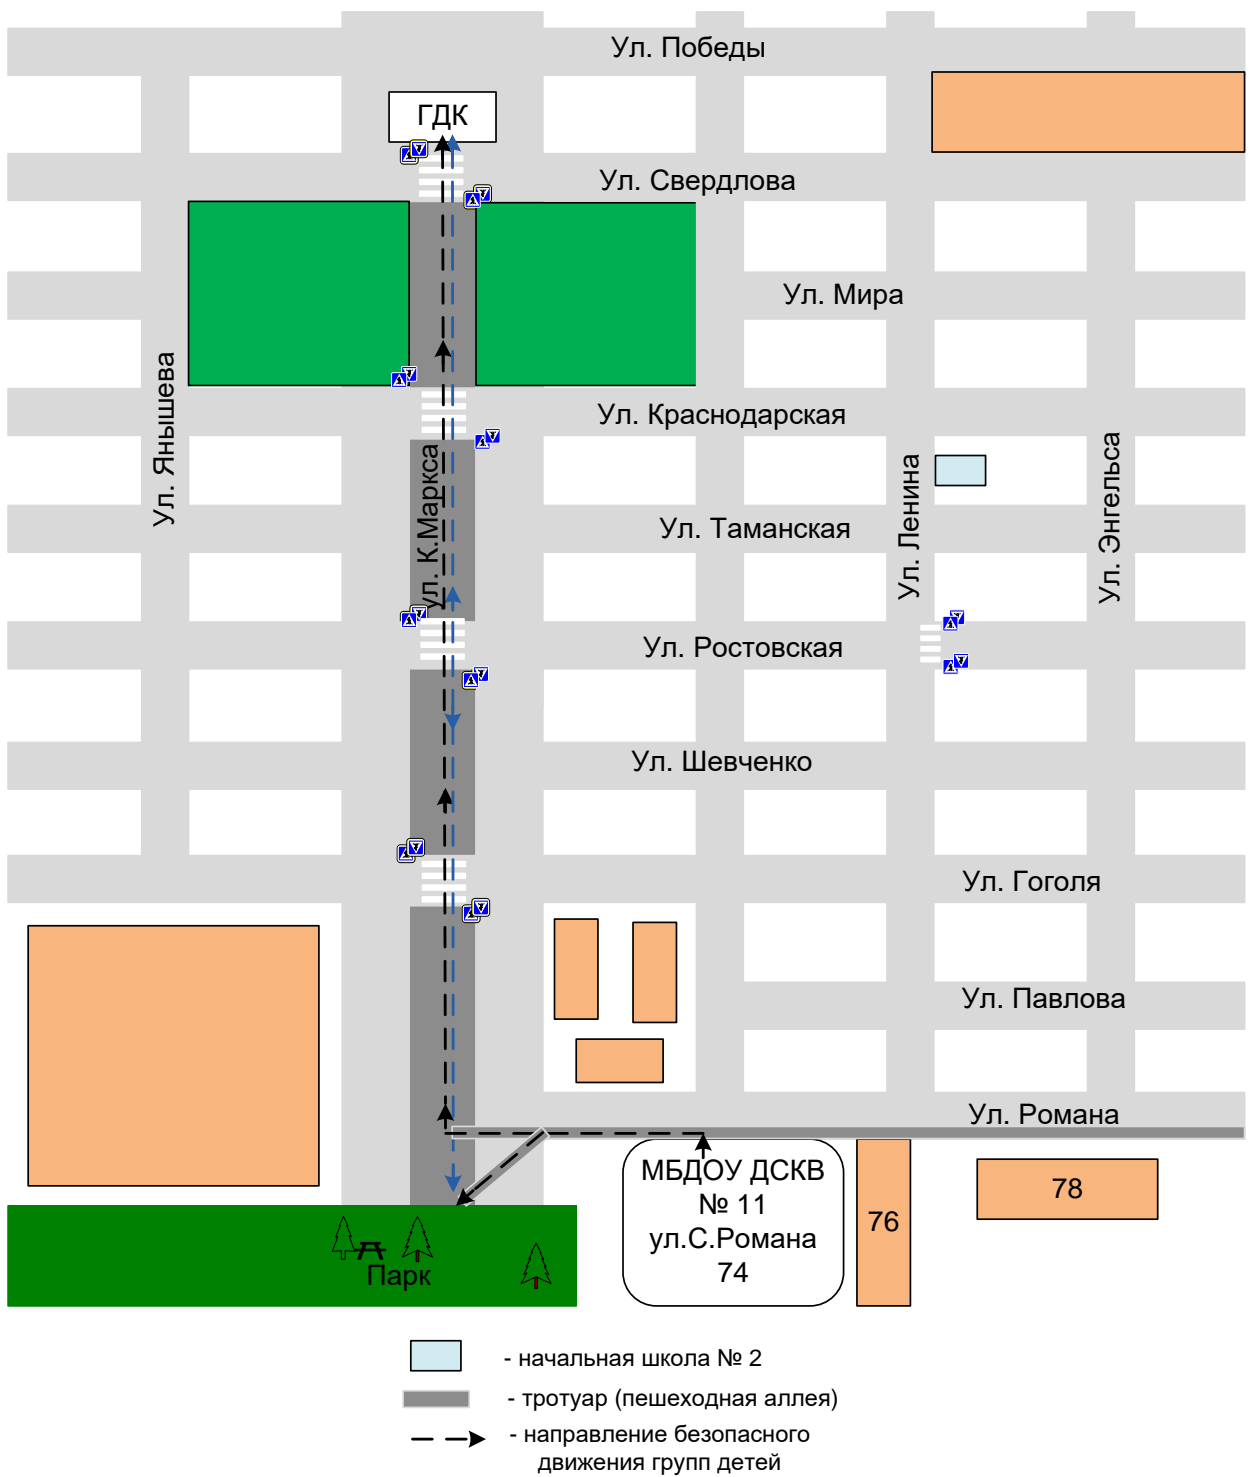 Ул. Победы
ГДК
Ул. Свердлова
Ул. Мира
Ул. Янышева
Ул. Краснодарская
ул. К.Маркса
Ул. Ленина
Ул. Энгельса
Ул. Таманская
Ул. Ростовская
Ул. Шевченко
Ул. Гоголя
Ул. Павлова
Ул. Романа
МБДОУ ДСКВ
№ 11
ул.С.Романа
74
76
78
Парк
- начальная школа № 2
- тротуар (пешеходная аллея)
- направление безопасного
движения групп детей